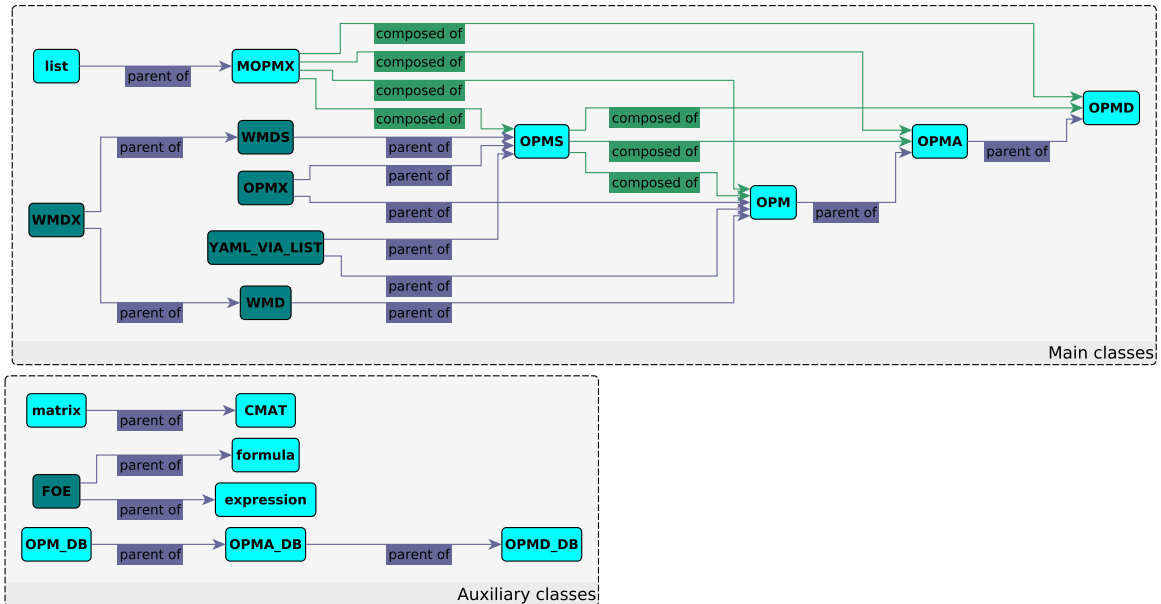 composed of
list
MOPMX
composed of
parent of
composed of
OPMD
composed of
composed of
WMDS
OPMS
OPMA
parent of
parent of
composed of
parent of
OPMX
parent of
composed of
OPM
WMDX
parent of
parent of
YAML_VIA_LIST
parent of
parent of
WMD
parent of
parent of
Main classes
matrix
CMAT
parent of
formula
parent of
FOE
expression
parent of
OPM_DB
OPMA_DB
OPMD_DB
parent of
parent of
Auxiliary classes